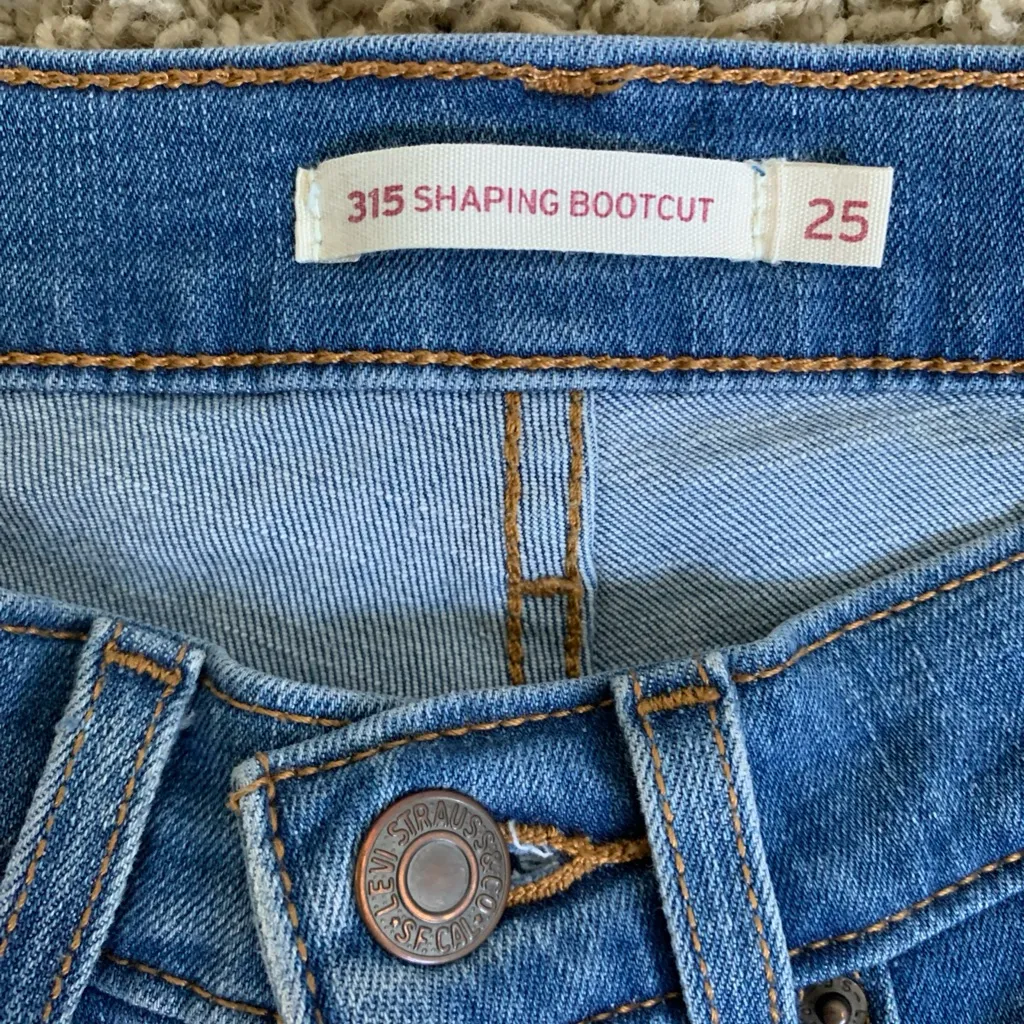 315 SHAPING BOOTCUT 25
LEVI STRAUSS & CO
S.F. CAL